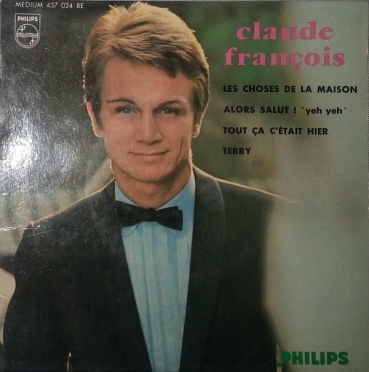 PHILIPS
MEDIUM 437 024 BE
claude
françois
LES CHOSES DE LA MAISON
ALORS SALUT ! "yeh yeh"
TOUT ÇA C'ÉTAIT HIER
TERRY
PHILIPS